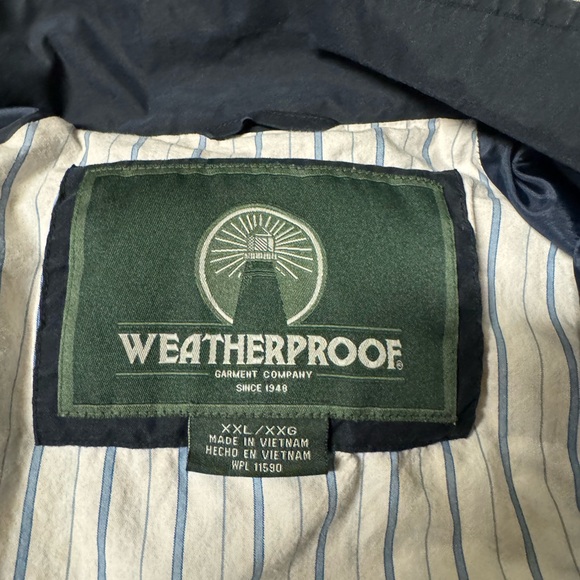 WEATHERPROOF®
GARMENT COMPANY
SINCE 1948
XXL/XXG
MADE IN VIETNAM
HECHO EN VIETNAM
WPL 11590